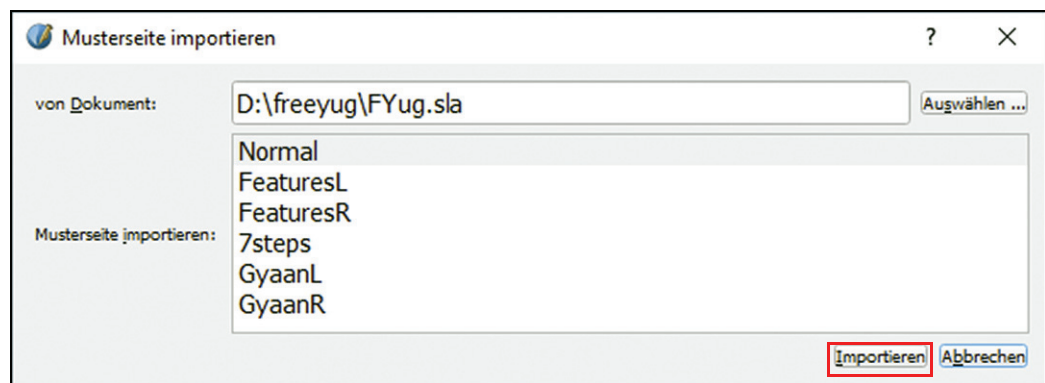 Musterseite importieren ?
von Dokument: D:\freeyug\FYug.sla Auswählen ...
Normal
FeaturesL
FeaturesR
Musterseite importieren:
7steps
GyaanL
GyaanR
Importieren Abbrechen